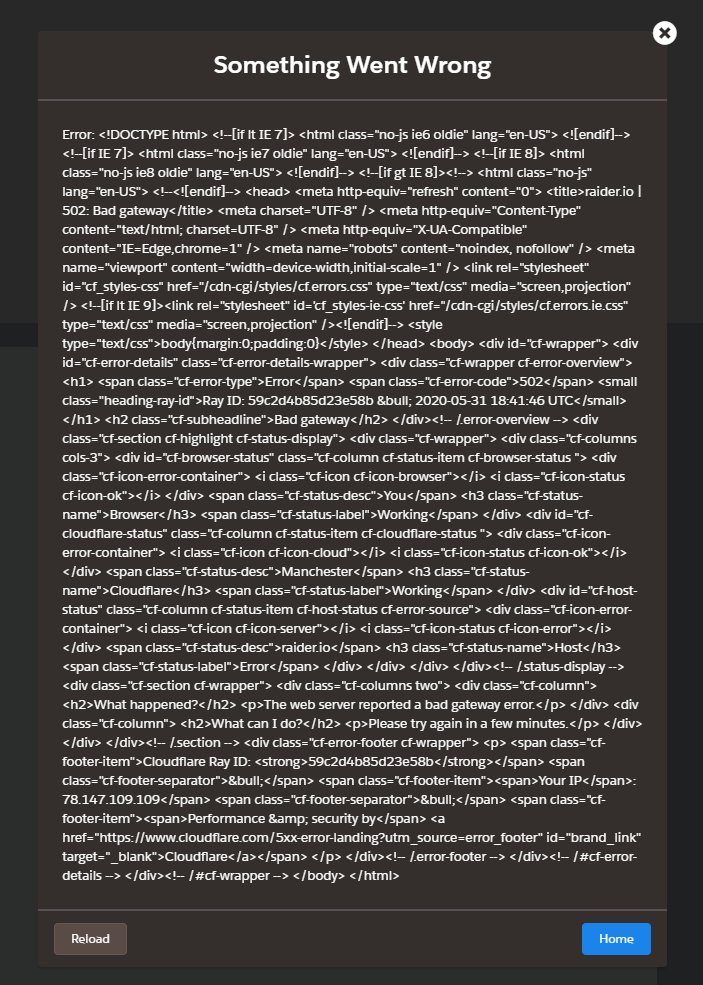 Something Went Wrong
Error: <!DOCTYPE html> <!--[if lt IE 7]> <html class="no-js ie6 oldie" lang="en-US"> <![endif]-->
<!--[if IE 7]> <html class="no-js ie7 oldie" lang="en-US"> <![endif]--> <!--[if IE 8]> <html
class="no-js ie8 oldie" lang="en-US"> <![endif]--> <!--[if gt IE 8]><!--> <html class="no-js"
lang="en-US"> <!--<![endif]--> <head> <meta http-equiv="refresh" content="0"> <title>raider.io |
502: Bad gateway</title> <meta charset="UTF-8" /> <meta http-equiv="Content-Type"
content="text/html; charset=UTF-8" /> <meta http-equiv="X-UA-Compatible"
content="IE=Edge,chrome=1" /> <meta name="robots" content="noindex, nofollow" /> <meta
name="viewport" content="width=device-width,initial-scale=1" /> <link rel="stylesheet"
id="cf_styles-css" href="/cdn-cgi/styles/cf.errors.css" type="text/css" media="screen,projection"
/> <!--[if lt IE 9]><link rel="stylesheet" id='cf_styles-ie-css' href="/cdn-cgi/styles/cf.errors.ie.css"
type="text/css" media="screen,projection" /><![endif]--> <style
type="text/css">body{margin:0;padding:0}</style> </head> <body> <div id="cf-wrapper"> <div
id="cf-error-details" class="cf-error-details-wrapper"> <div class="cf-wrapper cf-error-overview">
<h1> <span class="cf-error-type">Error</span> <span class="cf-error-code">502</span> <small
class="heading-ray-id">Ray ID: 59c2d4b85d23e58b &bull; 2020-05-31 18:41:46 UTC</small>
</h1> <h2 class="cf-subheadline">Bad gateway</h2> </div><!-- /.error-overview --> <div
class="cf-section cf-highlight cf-status-display"> <div class="cf-wrapper"> <div class="cf-columns
cols-3"> <div id="cf-browser-status" class="cf-column cf-status-item cf-browser-status "> <div
class="cf-icon-error-container"> <i class="cf-icon cf-icon-browser"></i> <i class="cf-icon-status
cf-icon-ok"></i> </div> <span class="cf-status-desc">You</span> <h3 class="cf-status-
name">Browser</h3> <span class="cf-status-label">Working</span> </div> <div id="cf-
cloudflare-status" class="cf-column cf-status-item cf-cloudflare-status "> <div class="cf-icon-
error-container"> <i class="cf-icon cf-icon-cloud"></i> <i class="cf-icon-status cf-icon-ok"></i>
</div> <span class="cf-status-desc">Manchester</span> <h3 class="cf-status-
name">Cloudflare</h3> <span class="cf-status-label">Working</span> </div> <div id="cf-host-
status" class="cf-column cf-status-item cf-host-status cf-error-source"> <div class="cf-icon-error-
container"> <i class="cf-icon cf-icon-server"></i> <i class="cf-icon-status cf-icon-error"></i>
</div> <span class="cf-status-desc">raider.io</span> <h3 class="cf-status-name">Host</h3>
<span class="cf-status-label">Error</span> </div> </div> </div> </div><!-- /.status-display -->
<div class="cf-section cf-wrapper"> <div class="cf-columns two"> <div class="cf-column">
<h2>What happened?</h2> <p>The web server reported a bad gateway error.</p> </div> <div
class="cf-column"> <h2>What can I do?</h2> <p>Please try again in a few minutes.</p> </div>
</div> </div><!-- /.section --> <div class="cf-error-footer cf-wrapper"> <p> <span class="cf-
footer-item">Cloudflare Ray ID: <strong>59c2d4b85d23e58b</strong></span> <span
class="cf-footer-separator">&bull;</span> <span class="cf-footer-item"><span>Your IP</span>:
78.147.109.109</span> <span class="cf-footer-separator">&bull;</span> <span class="cf-
footer-item"><span>Performance &amp; security by</span> <a
href="https://www.cloudflare.com/5xx-error-landing?utm_source=error_footer" id="brand_link"
target="_blank">Cloudflare</a></span> </p> </div><!-- /.error-footer --> </div><!-- /#cf-error-
details --> </div><!-- /#cf-wrapper --> </body> </html>
Reload
Home